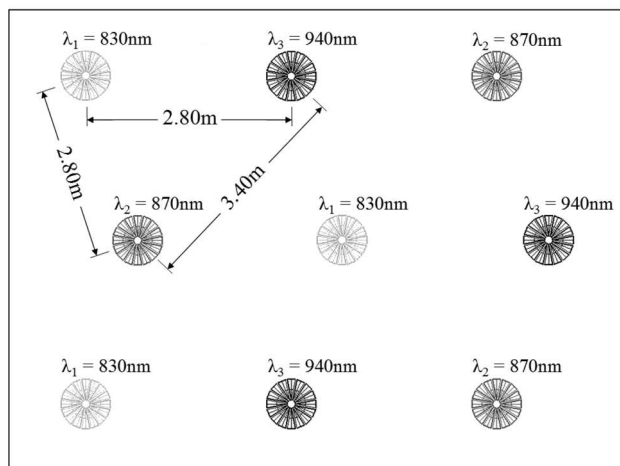 λ₁ = 830nm
λ₃ = 940nm
λ₂ = 870nm
2.80m
2.80m
3.40m
λ₂ = 870nm
λ₁ = 830nm
λ₃ = 940nm
λ₁ = 830nm
λ₃ = 940nm
λ₂ = 870nm